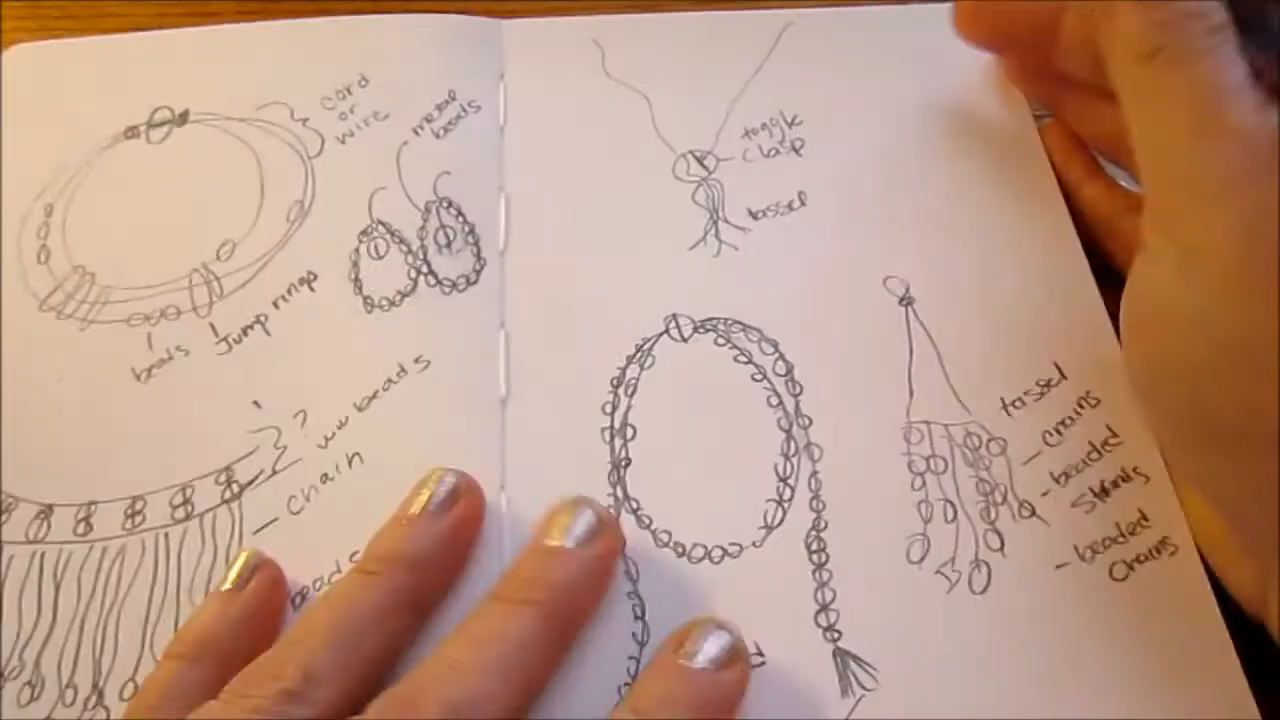 cord
or
wire
metal
beads
beads
Jump rings
?
beads
chain
beads
toggle
clasp
tassel
tassel
- chains
- beaded
strands
- beaded
chains